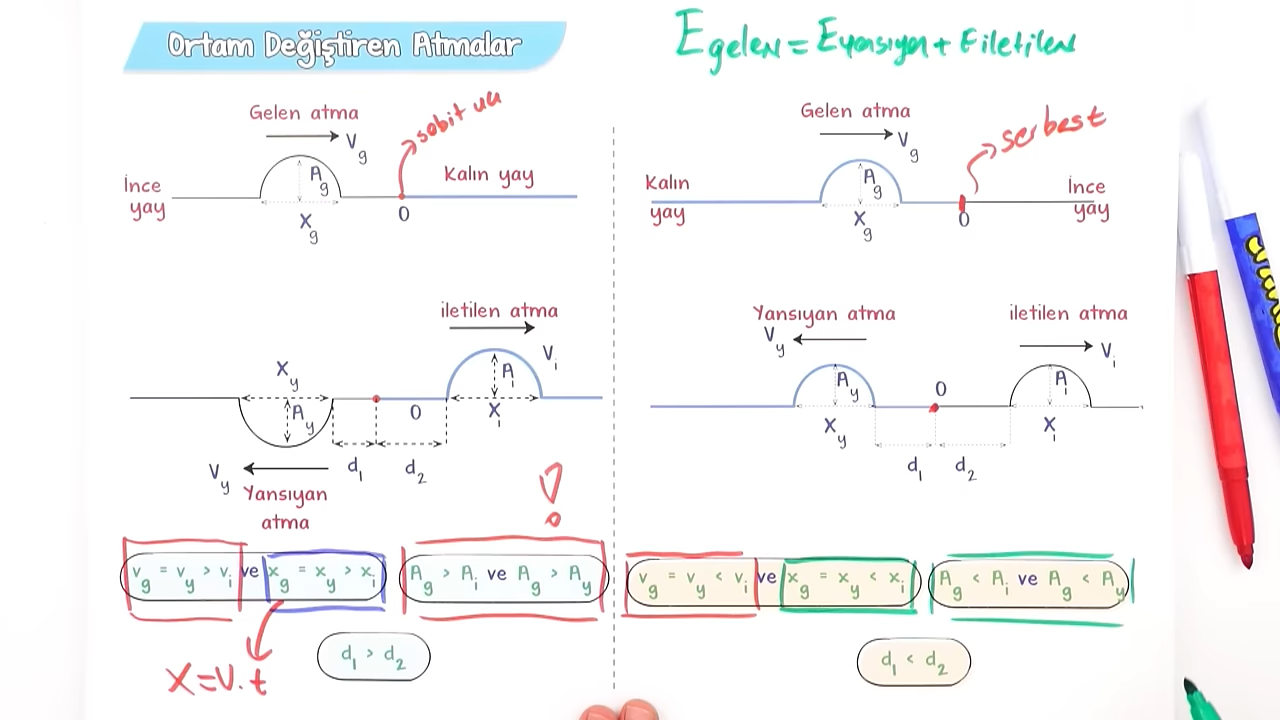 Ortam Değiştiren Atmalar
Egelen = Eyansıyan + Eiletilen
Gelen atma
Vg
sabit uç
Ag
Kalın yay
İnce
yay
Xg
O
Gelen atma
Vg
serbest
Ag
Kalın
yay
İnce
yay
Xg
O
iletilen atma
Vi
Xy
Ai
Ay
O
Xi
d1
d2
Vy
Yansıyan
atma
Yansıyan atma
Vy
iletilen atma
Vi
Ay
O
Ai
Xy
Xi
d1
d2
!
vg = vy > vi ve xg = xy > xi
Ag > Ai ve Ag > Ay
X=V.t
d1 > d2
vg = vy < vi ve xg = xy < xi
Ag < Ai ve Ag < Ay
d1 < d2